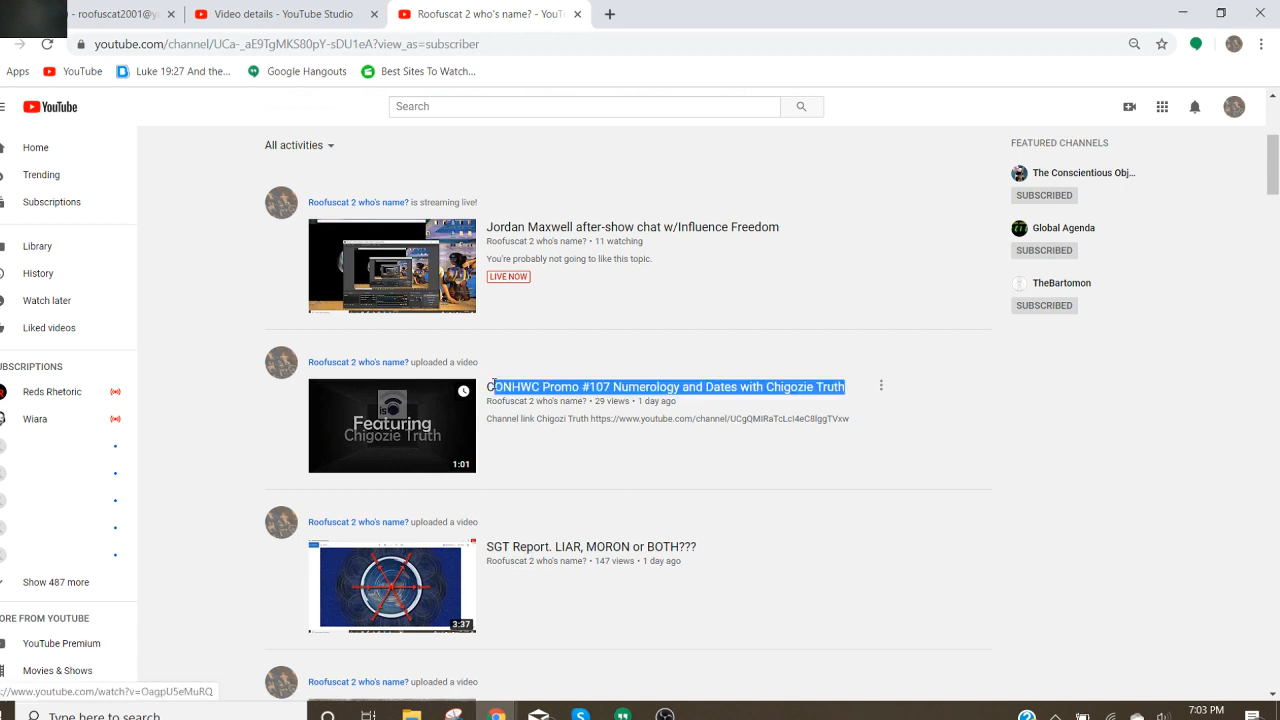 - roofuscat2001@y
Video details - YouTube Studio
Roofuscat 2 who's name? - YouT
youtube.com/channel/UCa-_aE9TgMKS80pY-sDU1eA?view_as=subscriber
Apps
YouTube
Luke 19:27 And the...
Google Hangouts
Best Sites To Watch...
YouTube
Search
Home
Trending
Subscriptions
Library
History
Watch later
Liked videos
UBSCRIPTIONS
Reds Rhetoric
Wiara
Show 487 more
ORE FROM YOUTUBE
YouTube Premium
Movies & Shows
://www.youtube.com/watch?v=OagpU5eMuRQ
All activities
Roofuscat 2 who's name? is streaming live!
Jordan Maxwell after-show chat w/Influence Freedom
Roofuscat 2 who's name? • 11 watching
You're probably not going to like this topic.
LIVE NOW
Roofuscat 2 who's name? uploaded a video
is
Featuring
Chigozie Truth
1:01
CONHWC Promo #107 Numerology and Dates with Chigozie Truth
Roofuscat 2 who's name? • 29 views • 1 day ago
Channel link Chigozi Truth https://www.youtube.com/channel/UCgQMIRaTcLcI4eC8lggTVxw
Roofuscat 2 who's name? uploaded a video
3:37
SGT Report. LIAR, MORON or BOTH???
Roofuscat 2 who's name? • 147 views • 1 day ago
Roofuscat 2 who's name? uploaded a video
FEATURED CHANNELS
The Conscientious Obj...
SUBSCRIBED
Global Agenda
SUBSCRIBED
TheBartomon
SUBSCRIBED
Type here to search
7:03 PM